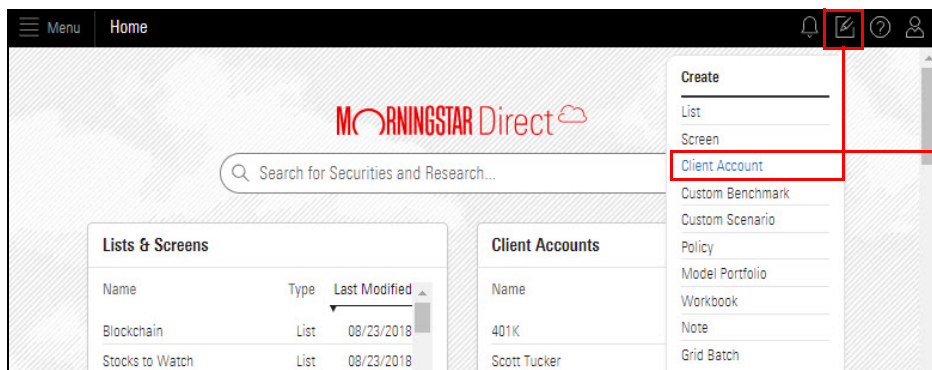 Menu Home
MORNINGSTAR Direct
Search for Securities and Research...
Create
List
Screen
Client Account
Custom Benchmark
Custom Scenario
Policy
Model Portfolio
Workbook
Note
Grid Batch
Lists & Screens
Name Type Last Modified
Blockchain List 08/23/2018
Stocks to Watch List 08/23/2018
Client Accounts
Name
401K
Scott Tucker